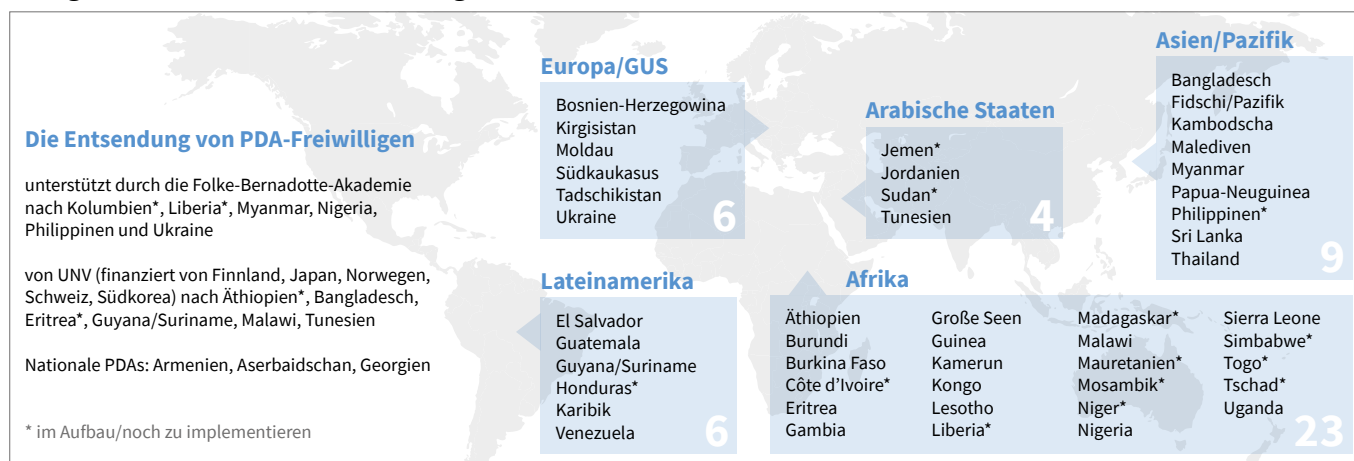 Die Entsendung von PDA-Freiwilligen
unterstützt durch die Folke-Bernadotte-Akademie
nach Kolumbien*, Liberia*, Myanmar, Nigeria,
Philippinen und Ukraine
von UNV (finanziert von Finnland, Japan, Norwegen,
Schweiz, Südkorea) nach Äthiopien*, Bangladesch,
Eritrea*, Guyana/Suriname, Malawi, Tunesien
Nationale PDAs: Armenien, Aserbaidschan, Georgien
* im Aufbau/noch zu implementieren
Europa/GUS
Bosnien-Herzegowina
Kirgisistan
Moldau
Südkaukasus
Tadschikistan
Ukraine
6
Arabische Staaten
Jemen*
Jordanien
Sudan*
Tunesien
4
Asien/Pazifik
Bangladesch
Fidschi/Pazifik
Kambodscha
Malediven
Myanmar
Papua-Neuguinea
Philippinen*
Sri Lanka
Thailand
9
Lateinamerika
El Salvador
Guatemala
Guyana/Suriname
Honduras*
Karibik
Venezuela
6
Afrika
Äthiopien
Burundi
Burkina Faso
Côte d'Ivoire*
Eritrea
Gambia
Große Seen
Guinea
Kamerun
Kongo
Lesotho
Liberia*
Madagaskar*
Malawi
Mauretanien*
Mosambik*
Niger*
Nigeria
Sierra Leone
Simbabwe*
Togo*
Tschad*
Uganda
23